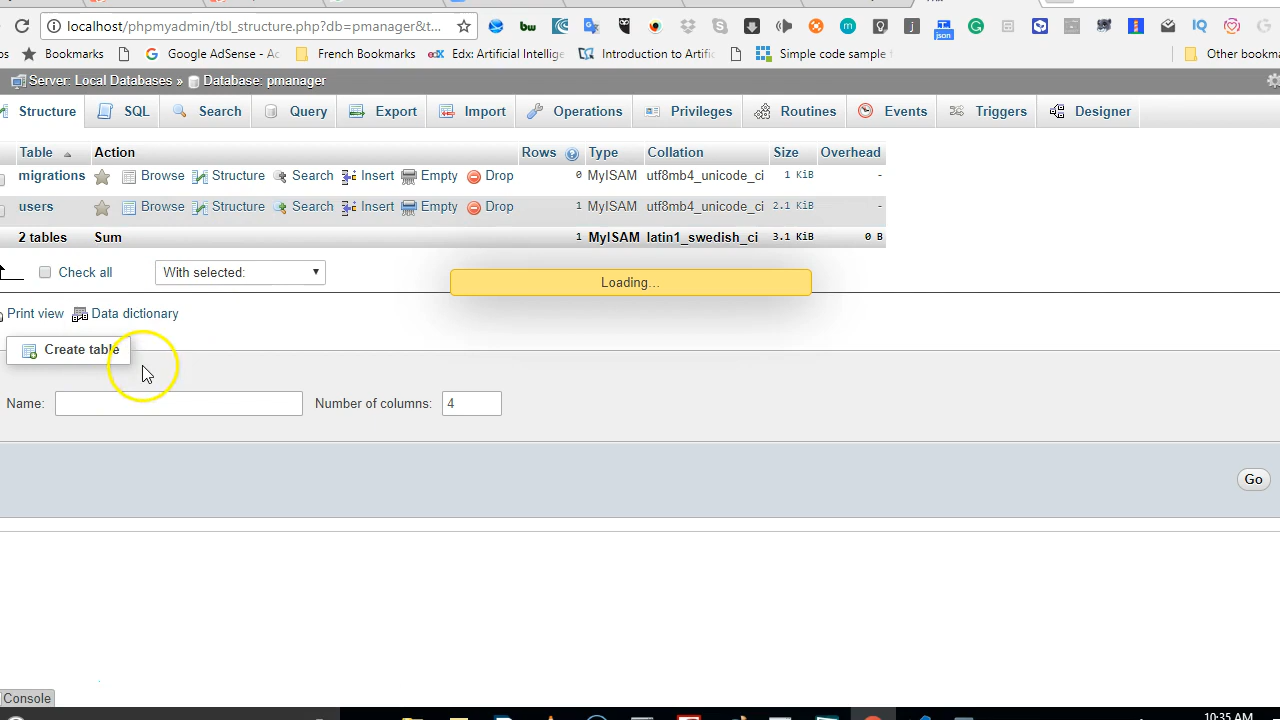 localhost/phpmyadmin/tbl_structure.php?db=pmanager&t...
Bookmarks Google AdSense - Ac French Bookmarks Edx: Artificial Intellige Introduction to Artific Simple code sample f Other bookma
Server: Local Databases » Database: pmanager
Structure SQL Search Query Export Import Operations Privileges Routines Events Triggers Designer
Table Action Rows Type Collation Size Overhead
migrations Browse Structure Search Insert Empty Drop 0 MyISAM utf8mb4_unicode_ci 1 KiB -
users Browse Structure Search Insert Empty Drop 1 MyISAM utf8mb4_unicode_ci 2.1 KiB -
2 tables Sum 1 MyISAM latin1_swedish_ci 3.1 KiB 0 B
Check all With selected:
Loading...
Print view Data dictionary
Create table
Name: Number of columns: 4
Go
Console
10:35 AM